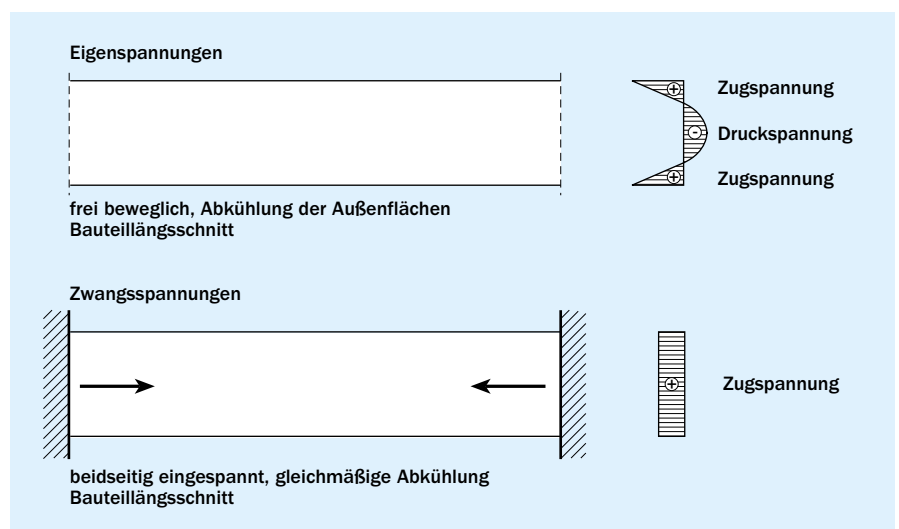 Eigenspannungen
+
Zugspannung
-
Druckspannung
+
Zugspannung
frei beweglich, Abkühlung der Außenflächen
Bauteillängsschnitt
Zwangsspannungen
+
Zugspannung
beidseitig eingespannt, gleichmäßige Abkühlung
Bauteillängsschnitt